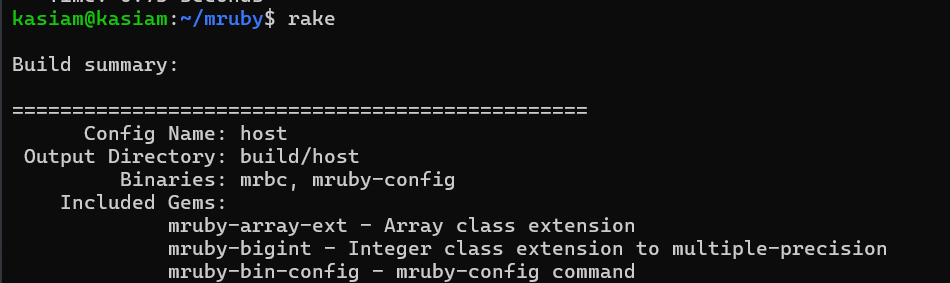 kasiam@kasiam:~/mruby$ rake
Build summary:
================================================
Config Name: host
Output Directory: build/host
Binaries: mrbc, mruby-config
Included Gems:
mruby-array-ext - Array class extension
mruby-bigint - Integer class extension to multiple-precision
mruby-bin-config - mruby-config command